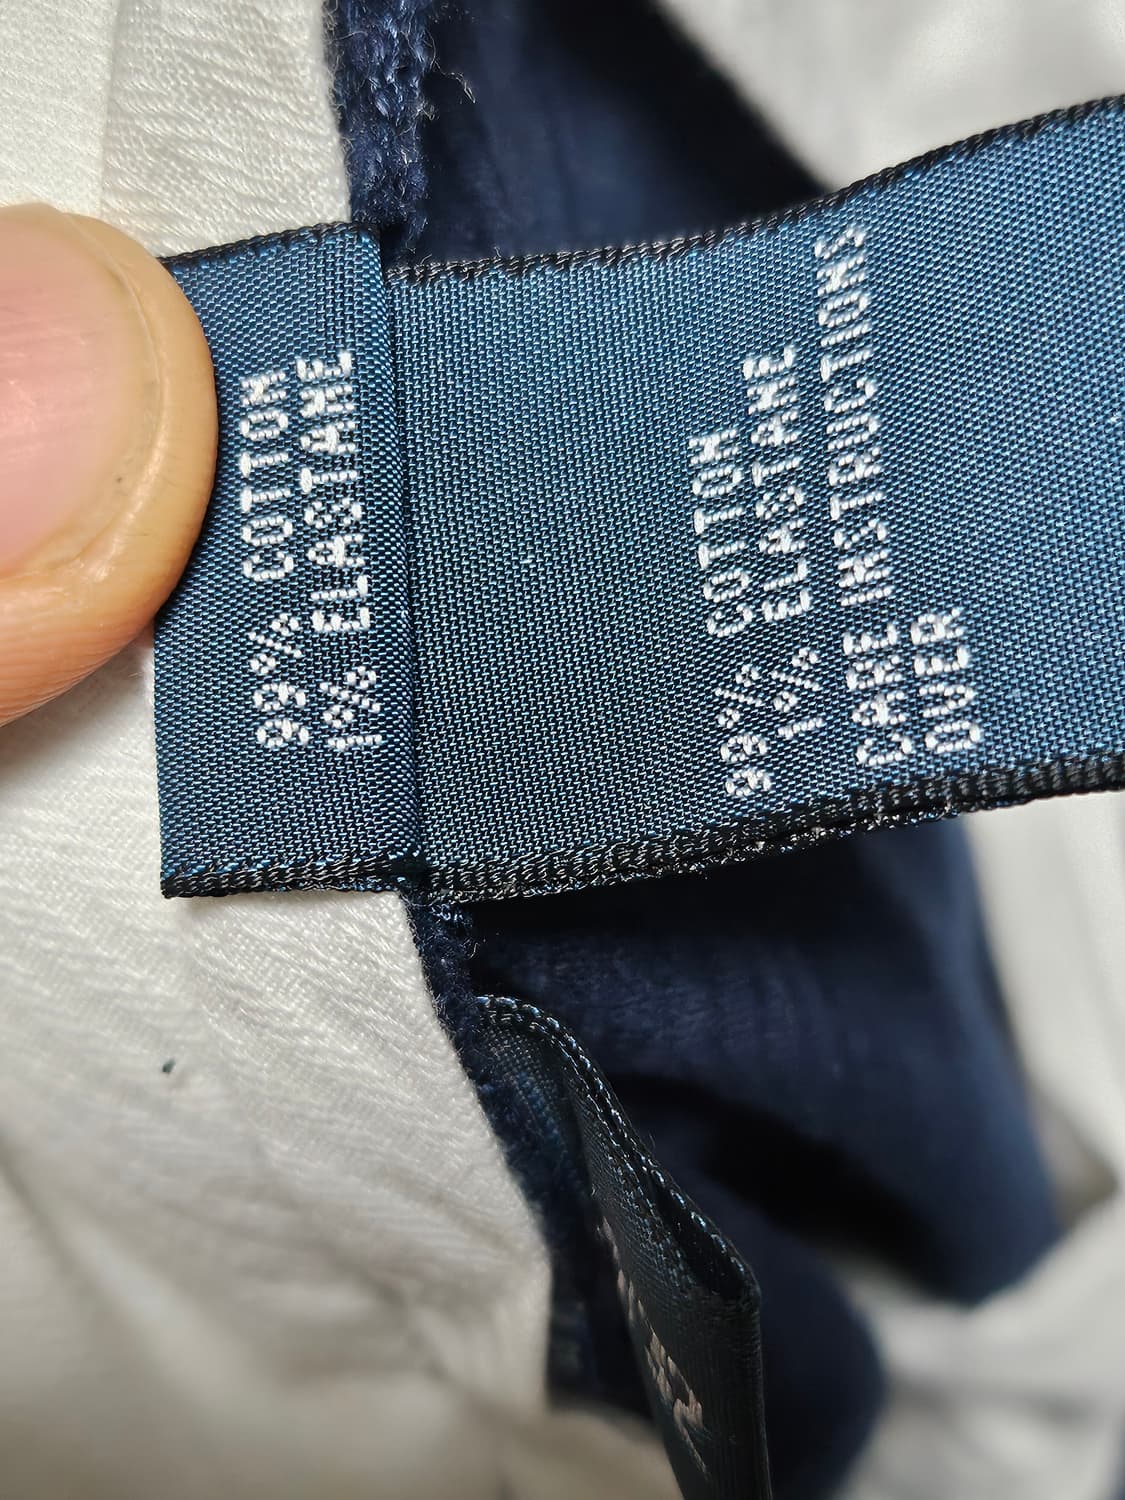 99% COTTON
1% ELASTANE
99% COTTON
1% ELASTANE
CARE INSTRUCTIONS
OVER